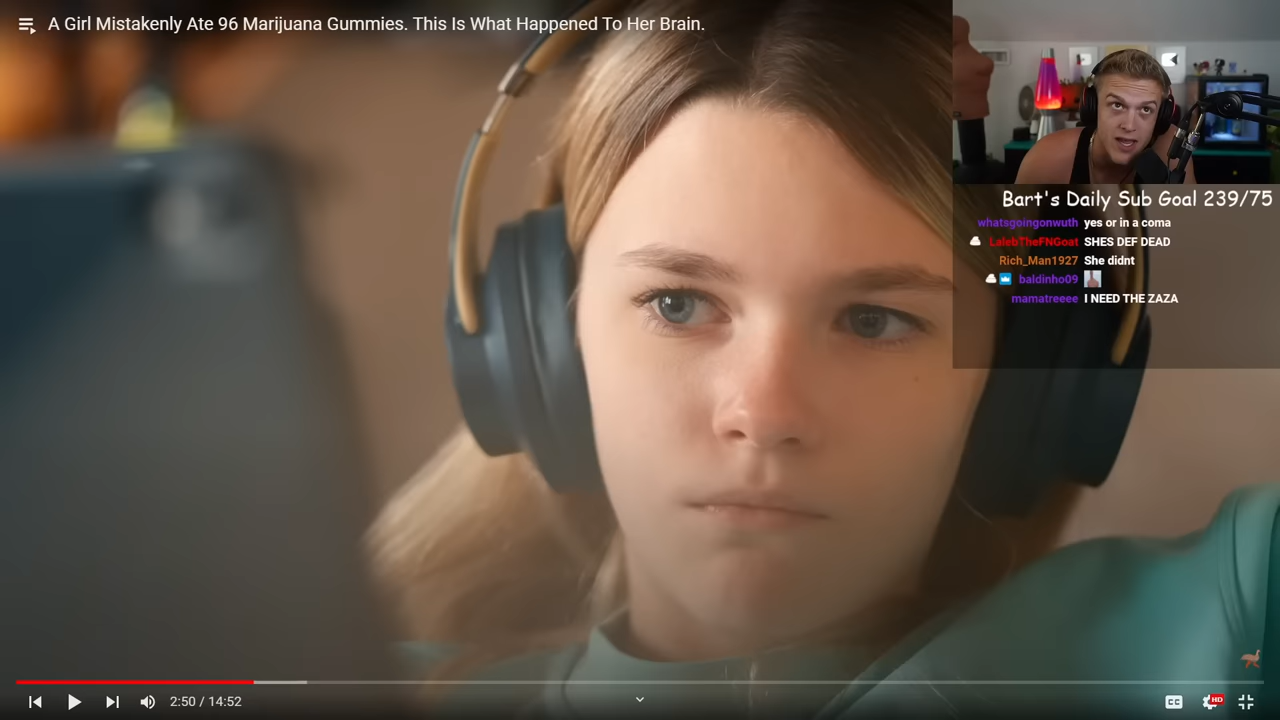 A Girl Mistakenly Ate 96 Marijuana Gummies. This Is What Happened To Her Brain.
Bart's Daily Sub Goal 239/75
whatsgoingonwuth yes or in a coma
LalebTheFNGoat SHES DEF DEAD
Rich_Man1927 She didnt
baldinho09
mamatreeee I NEED THE ZAZA
2:50 / 14:52
CC
HD